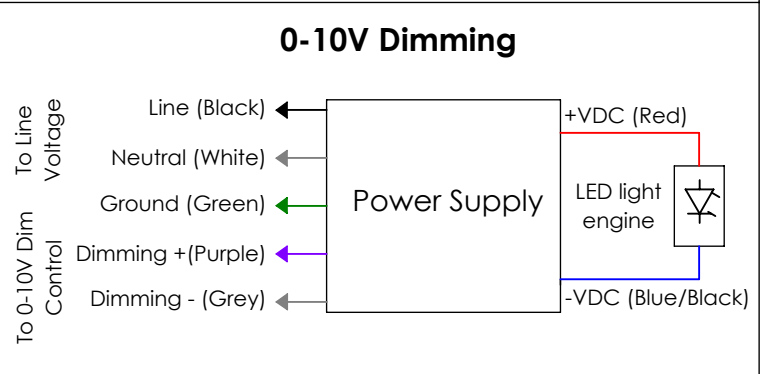 0-10V Dimming
To Line
Voltage
Line (Black)
Neutral (White)
Ground (Green)
To 0-10V Dim
Control
Dimming +(Purple)
Dimming - (Grey)
Power Supply
+VDC (Red)
LED light
engine
-VDC (Blue/Black)